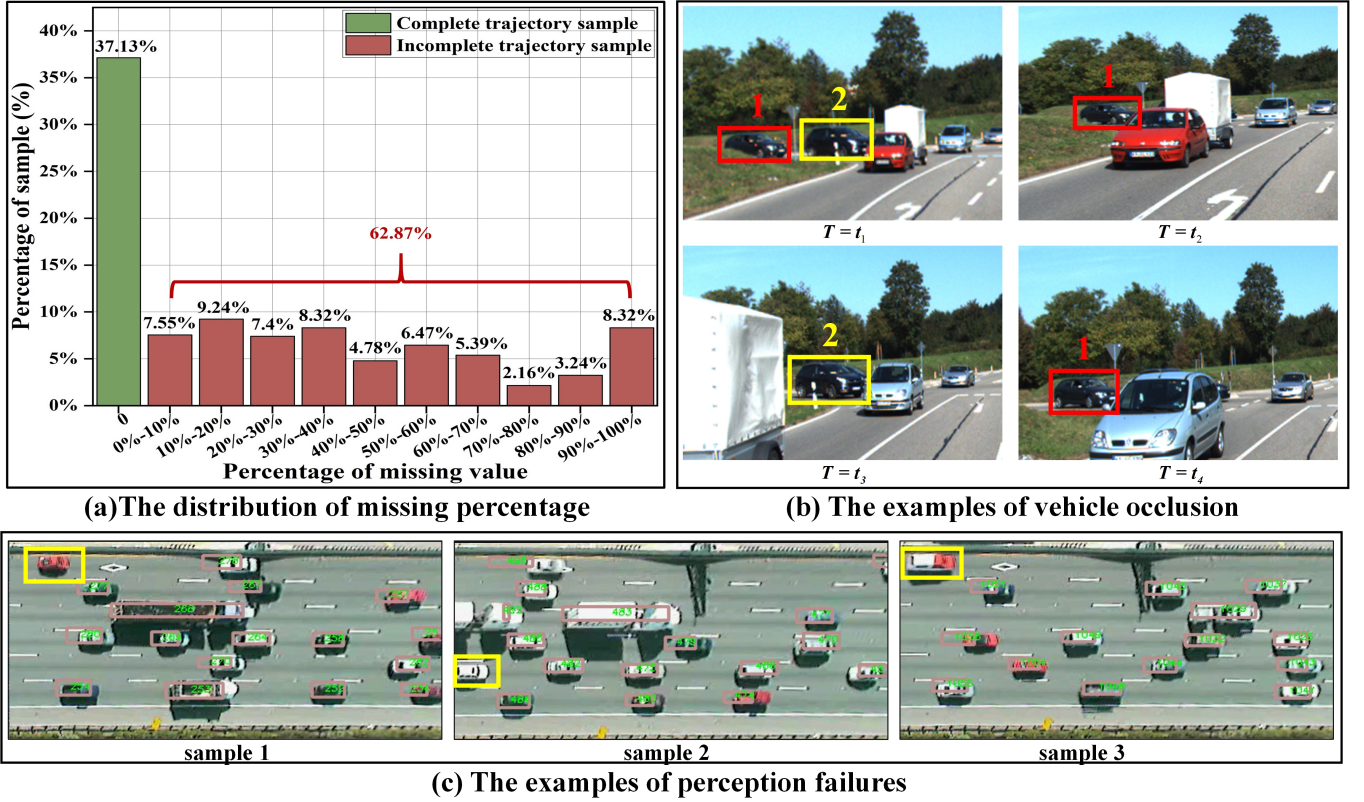 Complete trajectory sample
Incomplete trajectory sample
Percentage of sample (%)
40%
35%
30%
25%
20%
15%
10%
5%
0%
37.13%
62.87%
7.55%
9.24%
7.4%
8.32%
4.78%
6.47%
5.39%
2.16%
3.24%
8.32%
0
0%-10%
10%-20%
20%-30%
30%-40%
40%-50%
50%-60%
60%-70%
70%-80%
80%-90%
90%-100%
Percentage of missing value
(a)The distribution of missing percentage
1
2
T = t1
1
T = t2
2
T = t3
1
T = t4
(b) The examples of vehicle occlusion
268
433
sample 1
sample 2
sample 3
(c) The examples of perception failures